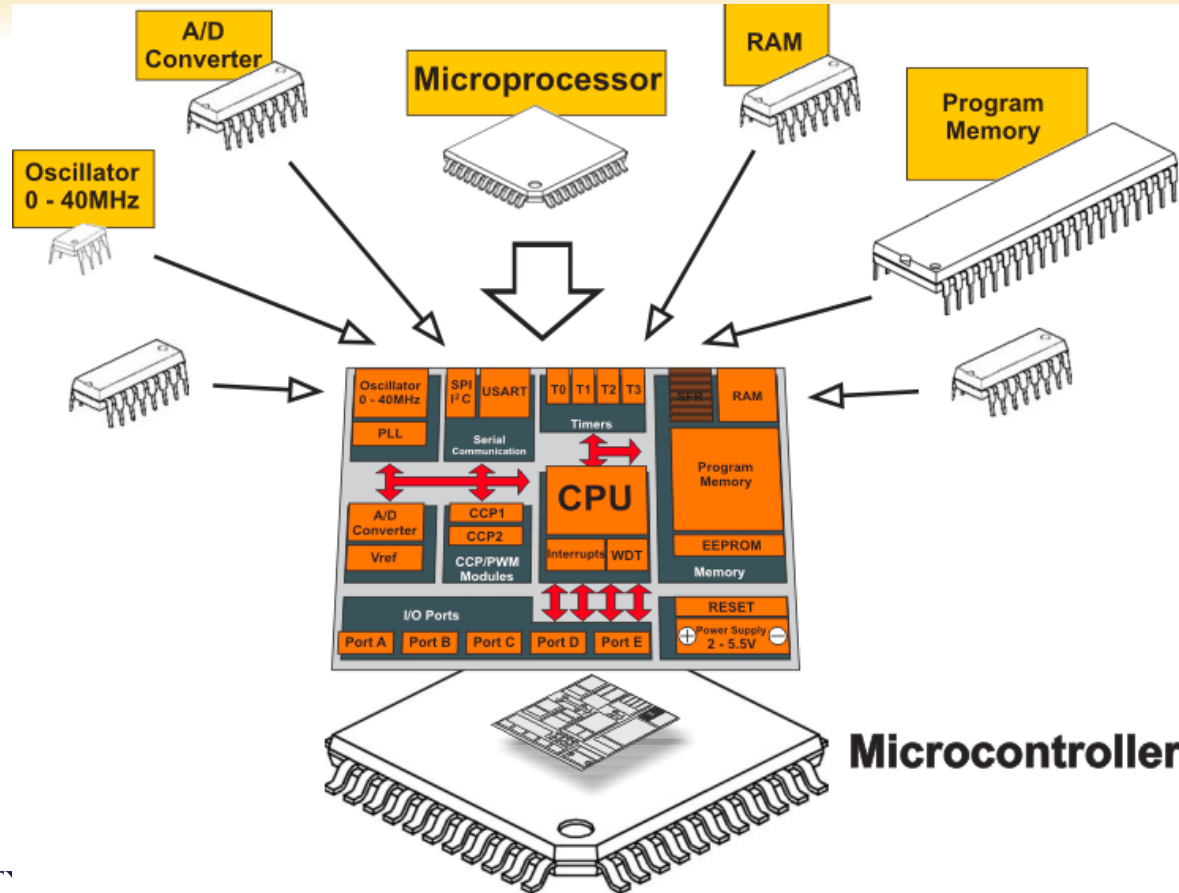 A/D
Converter
Microprocessor
RAM
Program
Memory
Oscillator
0 - 40MHz
Oscillator
0 - 40MHz
PLL
SPI
I²C
USART
Serial
Communication
T0 T1 T2 T3
Timers
SFR
RAM
Program
Memory
EEPROM
Memory
A/D
Converter
Vref
CCP1
CCP2
CCP/PWM
Modules
CPU
Interrupts WDT
I/O Ports
Port A Port B Port C Port D Port E
RESET
+ Power Supply −
2 - 5.5V
Microcontroller